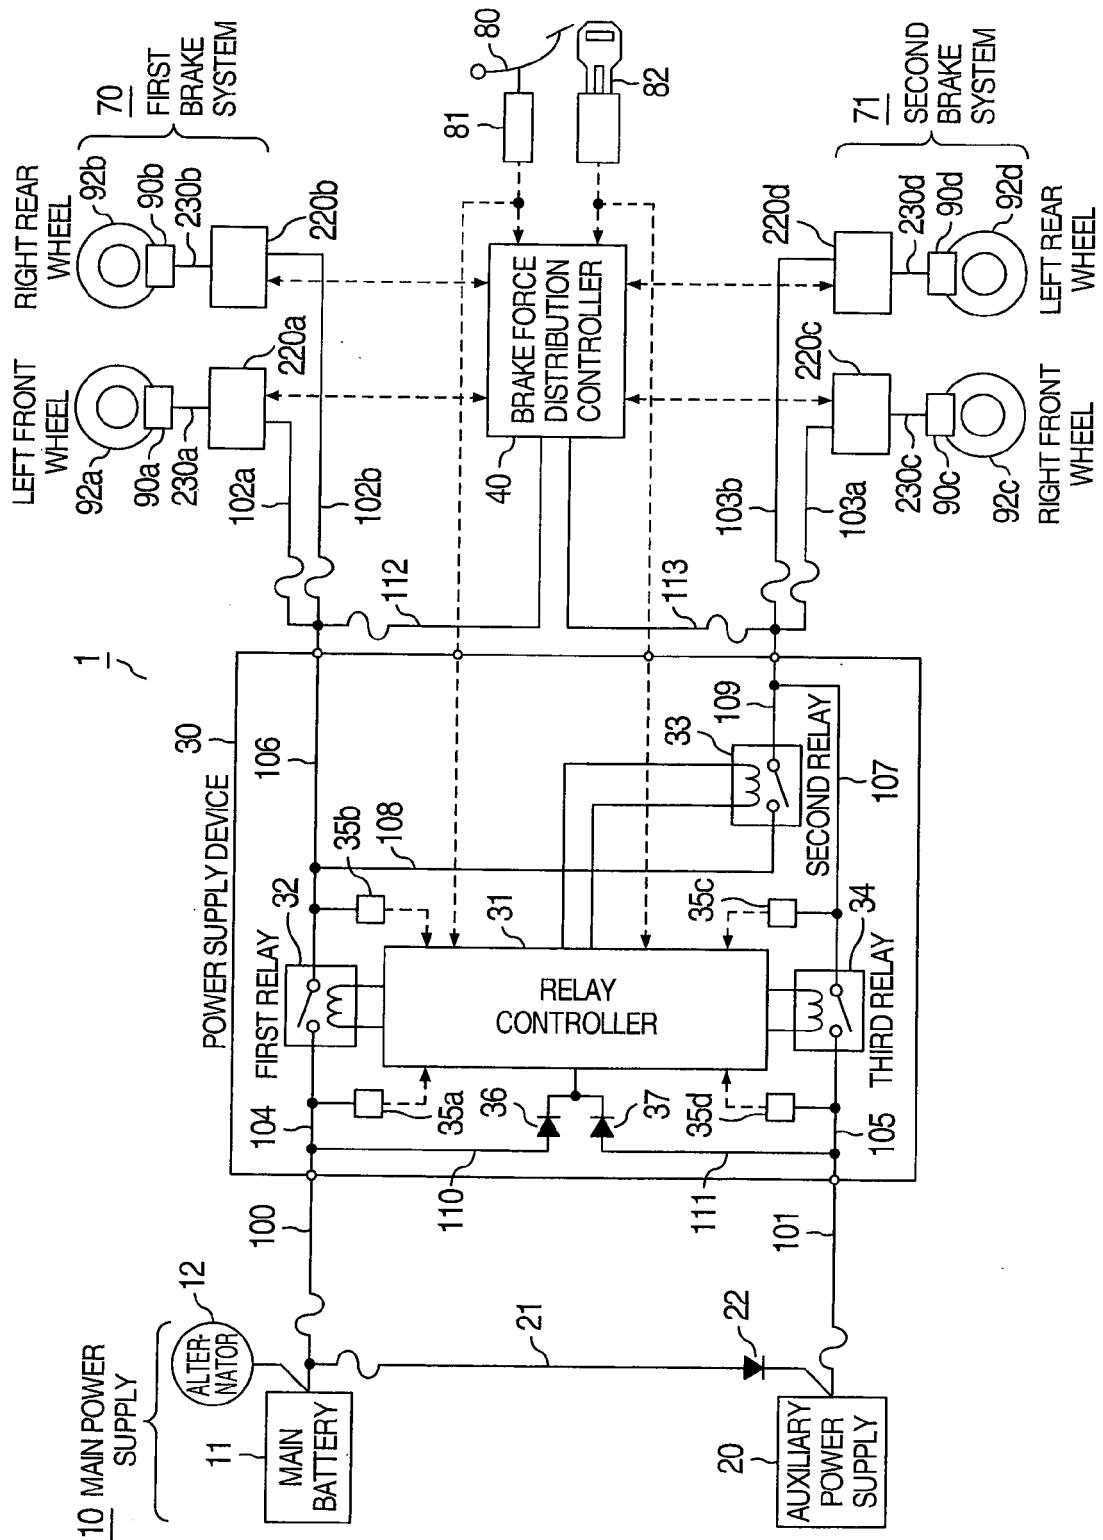 10 MAIN POWER
SUPPLY
12
ALTER-
NATOR
11
MAIN
BATTERY
100
21
22
20
AUXILIARY
POWER
SUPPLY
101
1
30
POWER SUPPLY DEVICE
104
110
35a
36
37
35d
111
105
FIRST RELAY
32
31
RELAY
CONTROLLER
THIRD RELAY
34
106
35b
108
35c
33
109
SECOND RELAY
107
112
113
102a
102b
103b
103a
40
BRAKE FORCE
DISTRIBUTION
CONTROLLER
LEFT FRONT
WHEEL
92a
90a
230a
220a
RIGHT REAR
WHEEL
92b
90b
230b
220b
70
FIRST
BRAKE
SYSTEM
81
80
82
71
SECOND
BRAKE
SYSTEM
220c
230c
90c
92c
RIGHT FRONT
WHEEL
220d
230d
90d
92d
LEFT REAR
WHEEL